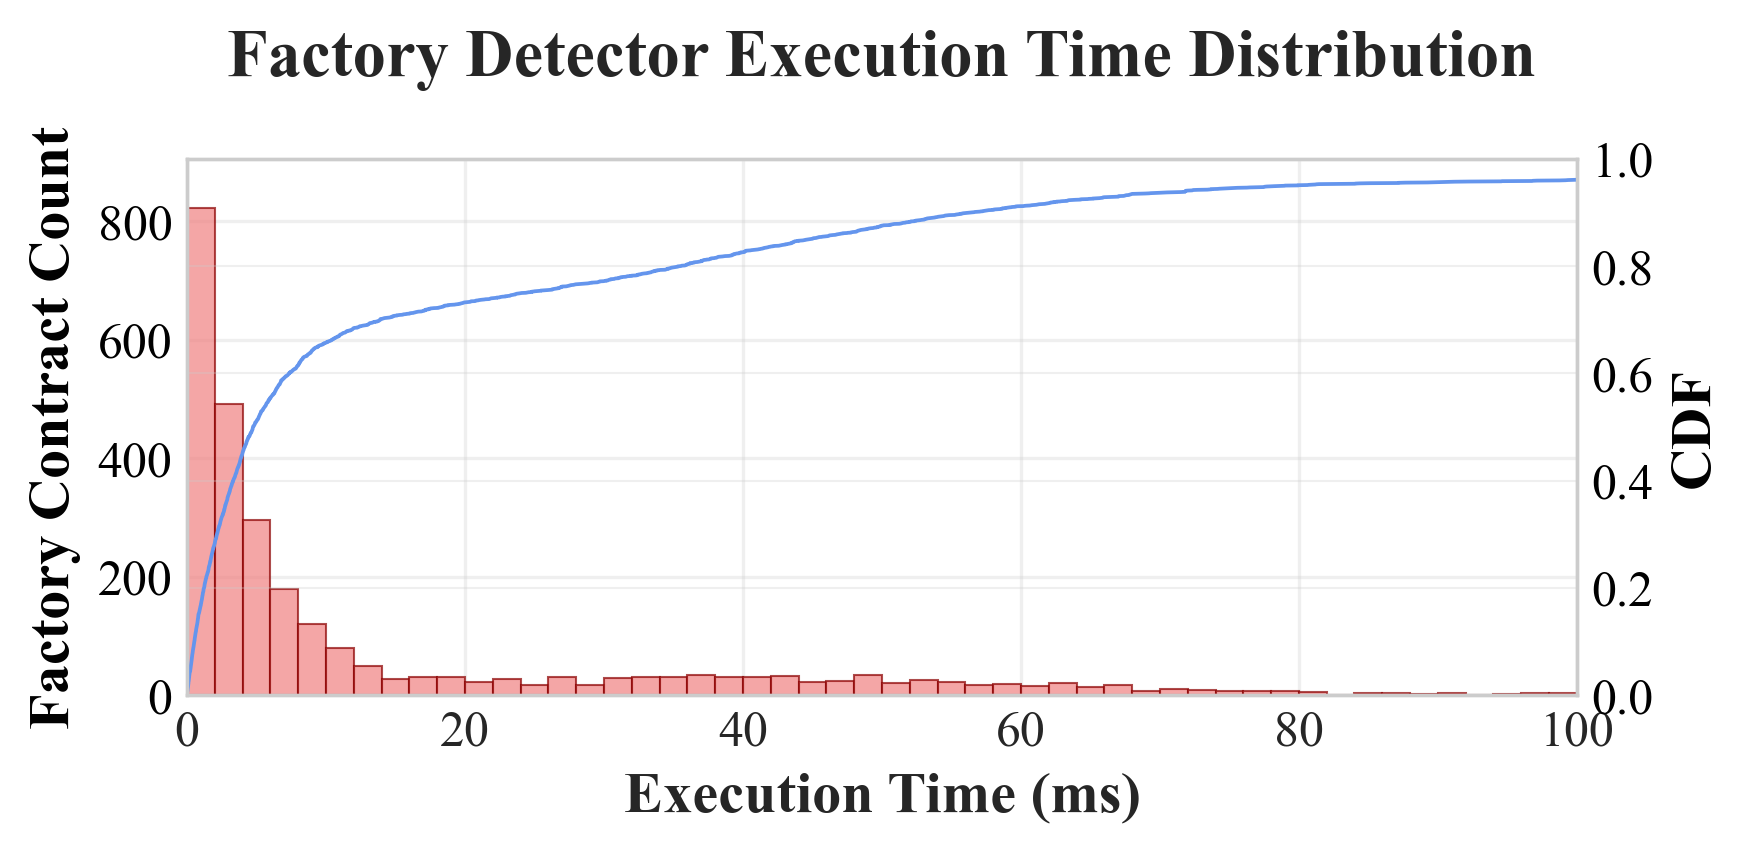 Factory Detector Execution Time Distribution
Factory Contract Count
800
600
400
200
0
1.0
0.8
0.6
0.4
0.2
0.0
CDF
0 20 40 60 80 100
Execution Time (ms)